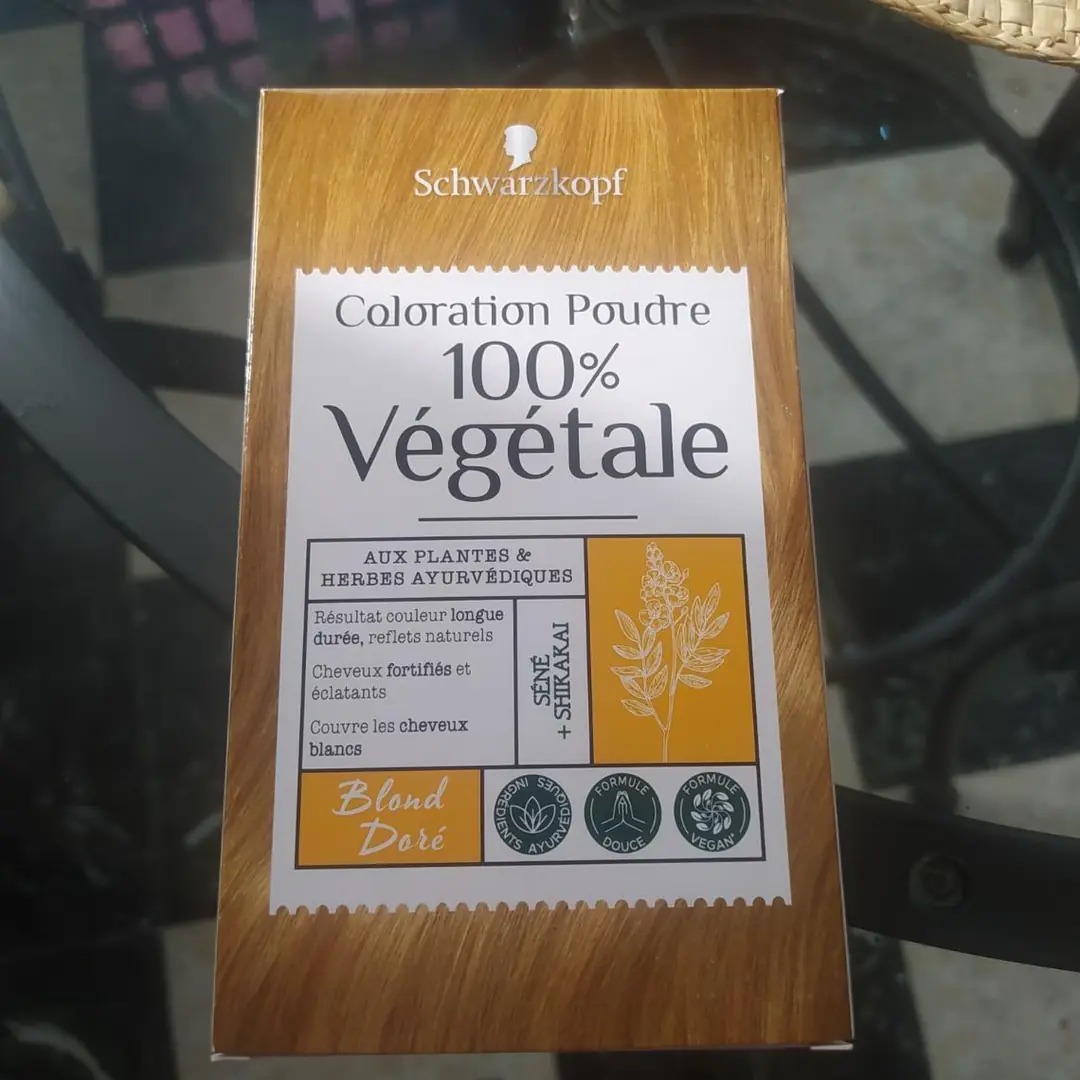 Schwarzkopf
Coloration Poudre
100%
Végétale
AUX PLANTES &
HERBES AYURVÉDIQUES
Résultat couleur longue
durée, reflets naturels
Cheveux fortifiés et
éclatants
Couvre les cheveux
blancs
SÉNÉ
+ SHIKAKAI
Blond
Doré
INGRÉDIENTS AYURVÉDIQUES
FORMULE
DOUCE
FORMULE
VEGAN*